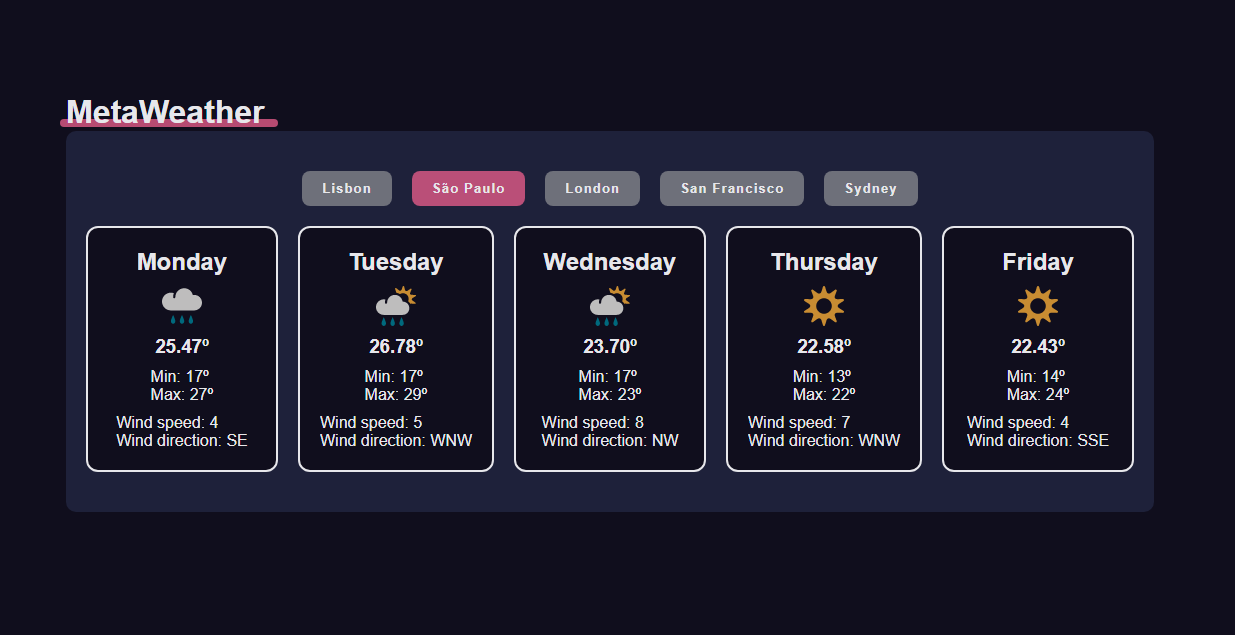 MetaWeather
Lisbon
São Paulo
London
San Francisco
Sydney
Monday
25.47º
Min: 17º
Max: 27º
Wind speed: 4
Wind direction: SE
Tuesday
26.78º
Min: 17º
Max: 29º
Wind speed: 5
Wind direction: WNW
Wednesday
23.70º
Min: 17º
Max: 23º
Wind speed: 8
Wind direction: NW
Thursday
22.58º
Min: 13º
Max: 22º
Wind speed: 7
Wind direction: WNW
Friday
22.43º
Min: 14º
Max: 24º
Wind speed: 4
Wind direction: SSE